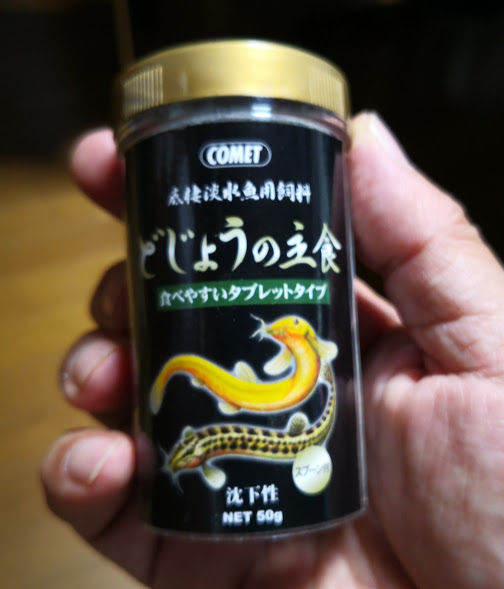 COMET
底棲淡水魚用飼料
どじょうの主食
食べやすいタブレットタイプ
スプーン付
沈下性
NET 50g